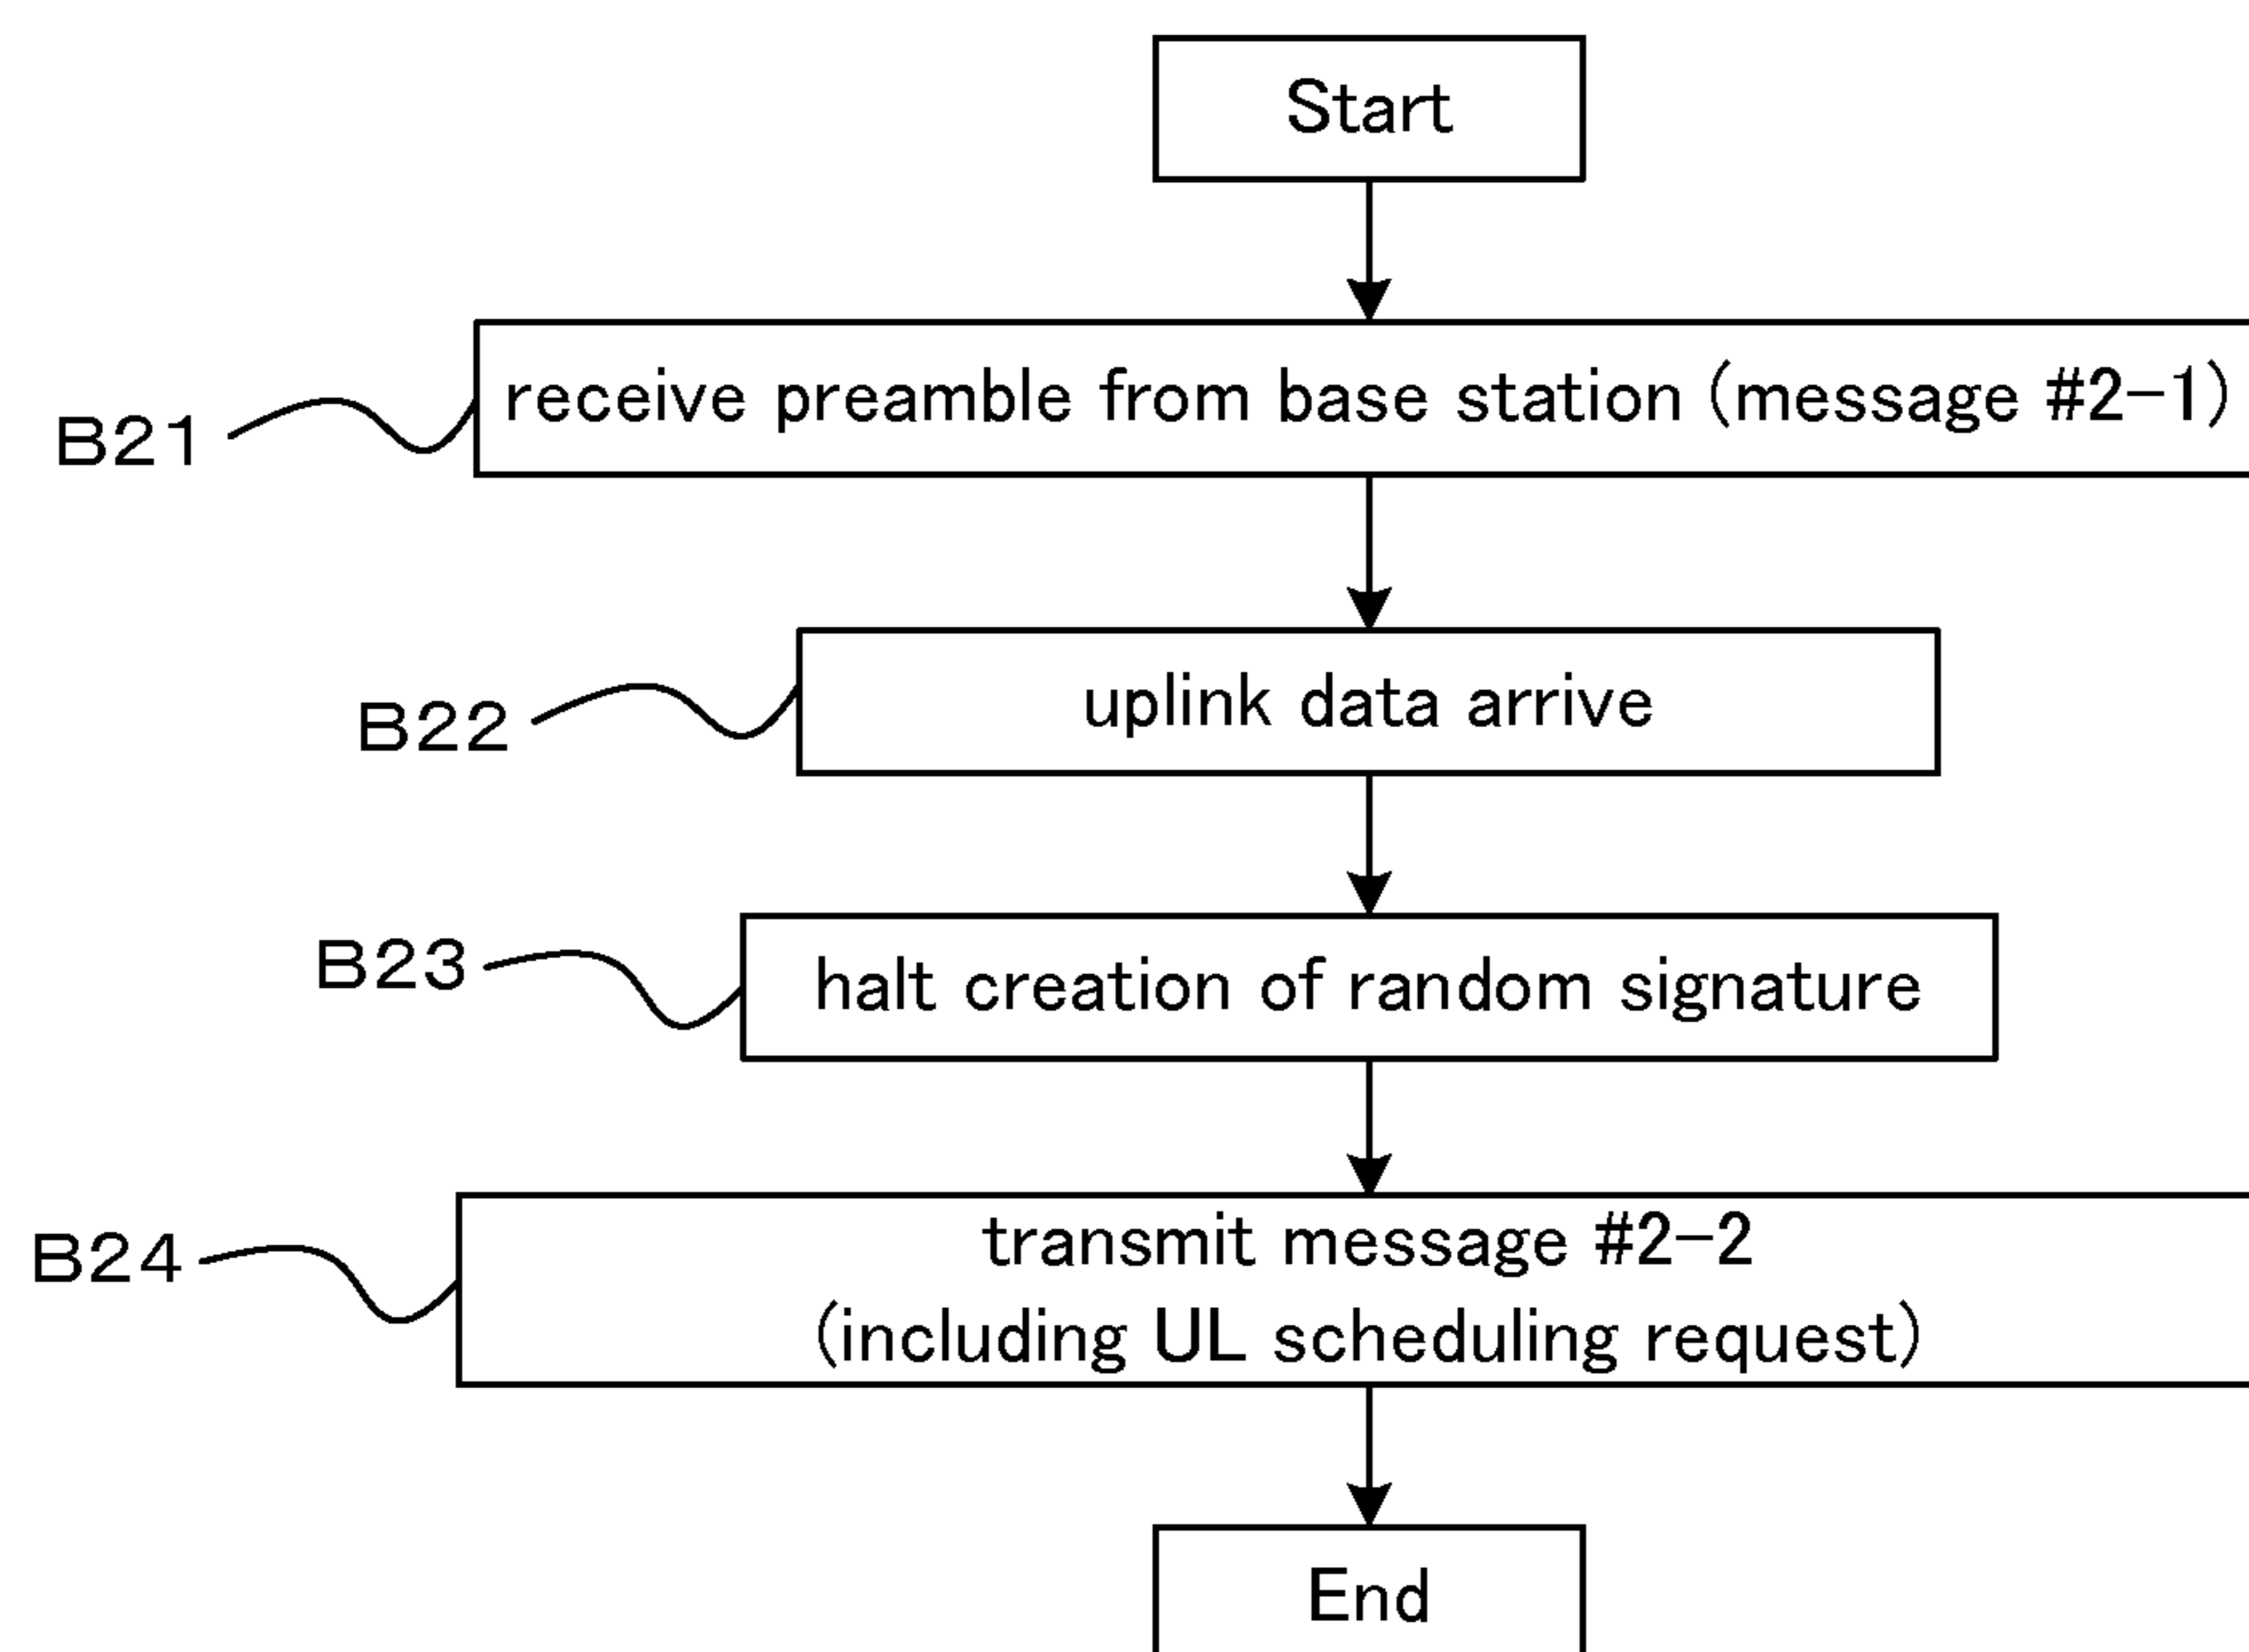 Start
receive preamble from base station (message #2-1)
B21
uplink data arrive
B22
halt creation of random signature
B23
transmit message #2-2
(including UL scheduling request)
B24
End